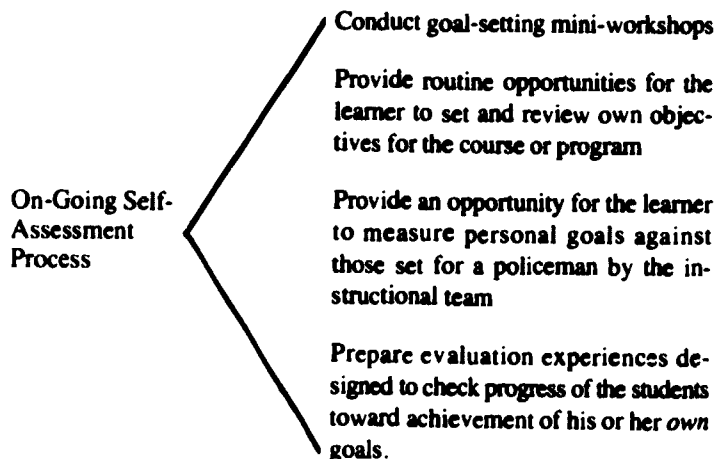 Conduct goal-setting mini-workshops
Provide routine opportunities for the
learner to set and review own objec-
tives for the course or program
On-Going Self-
Assessment
Process
Provide an opportunity for the learner
to measure personal goals against
those set for a policeman by the in-
structional team
Prepare evaluation experiences de-
signed to check progress of the students
toward achievement of his or her own
goals.